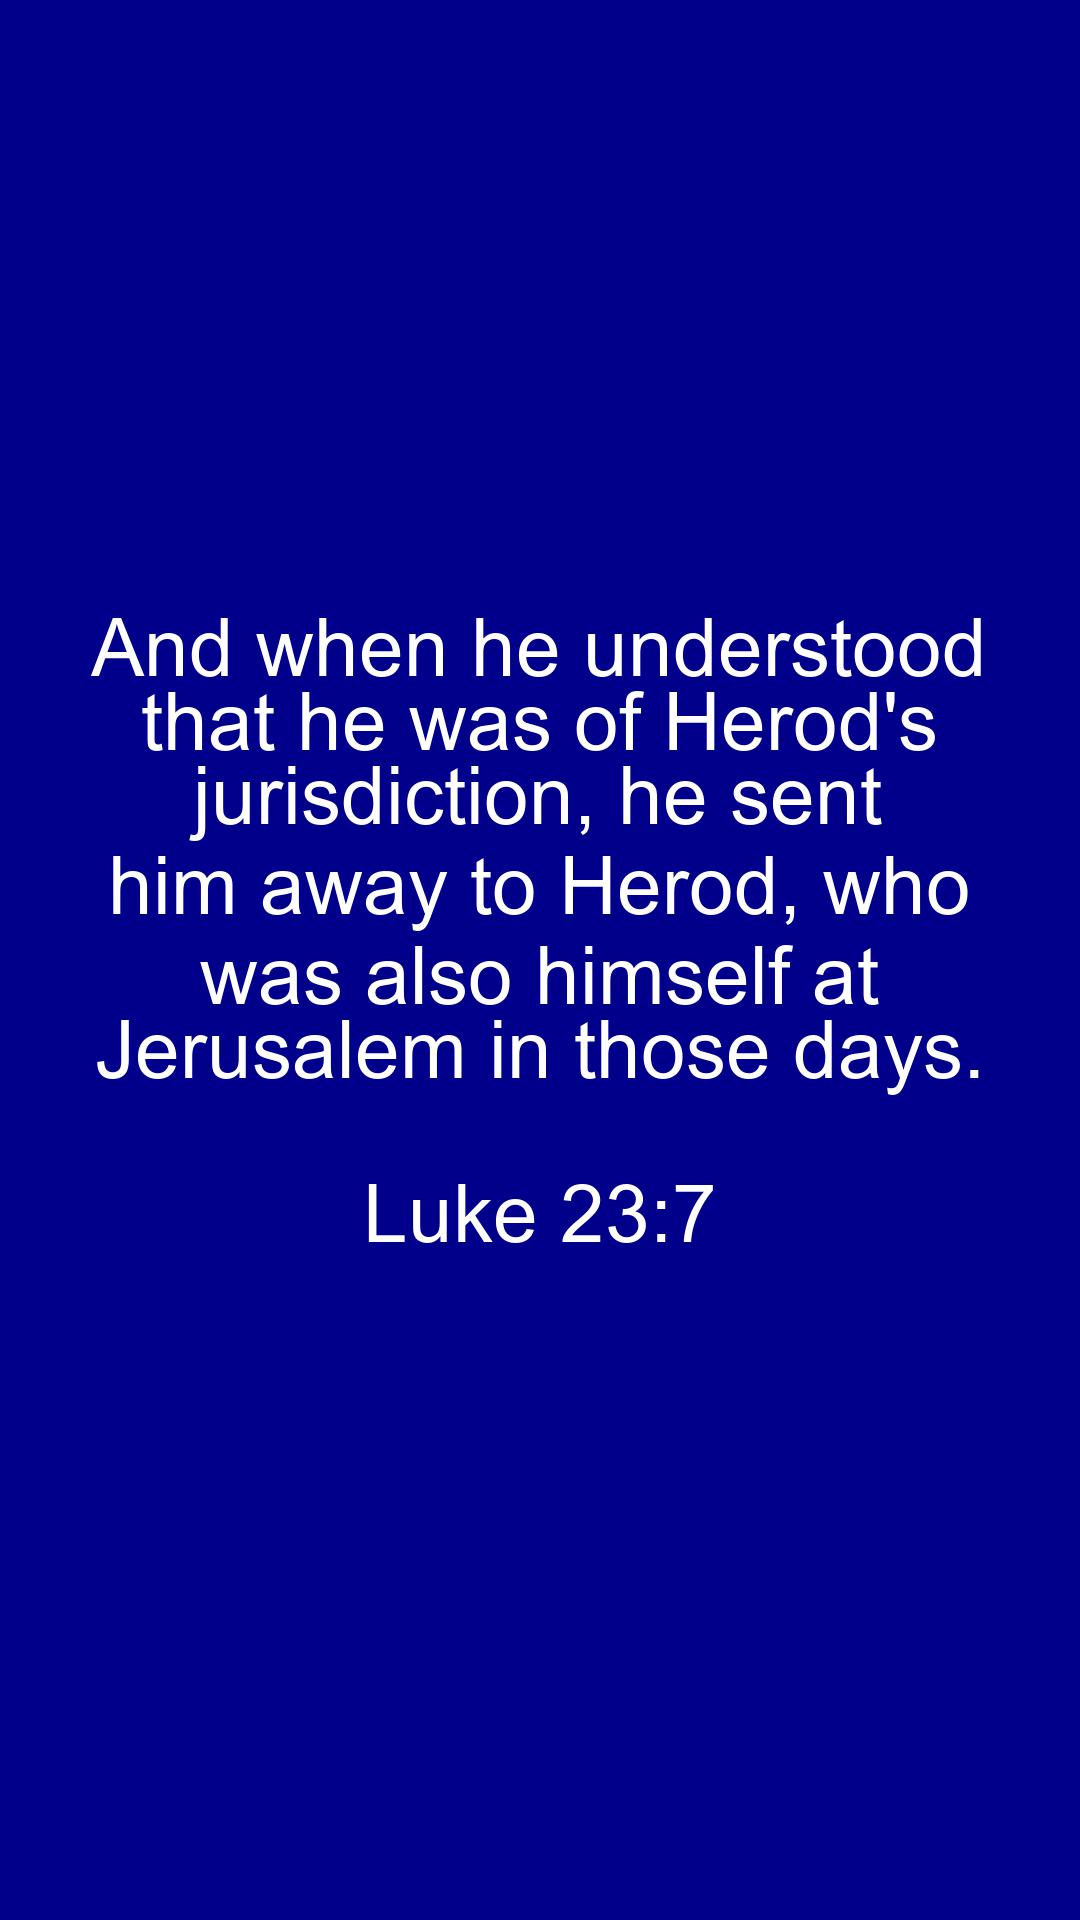 And when he understood
that he was of Herod's
jurisdiction, he sent
him away to Herod, who
was also himself at
Jerusalem in those days.
Luke 23:7